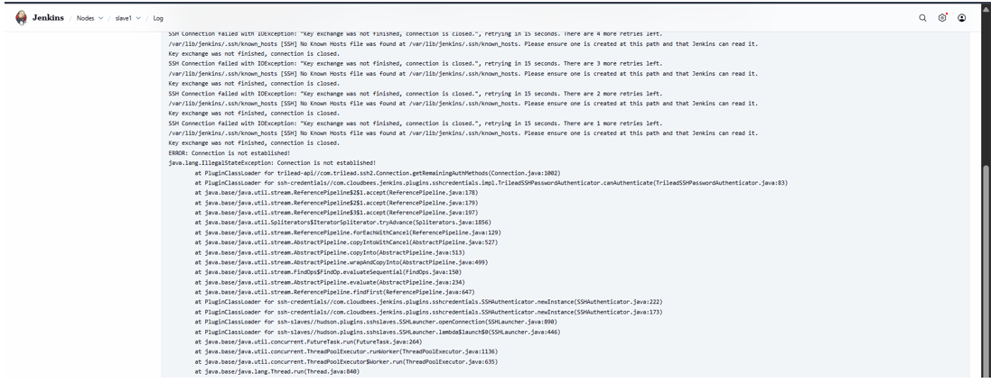 Jenkins / Nodes / slave1 / Log
SSH Connection failed with IOException: "Key exchange was not finished, connection is closed.", retrying in 15 seconds. There are 4 more retries left.
/var/lib/jenkins/.ssh/known_hosts [SSH] No Known Hosts file was found at /var/lib/jenkins/.ssh/known_hosts. Please ensure one is created at this path and that Jenkins can read it.
Key exchange was not finished, connection is closed.
SSH Connection failed with IOException: "Key exchange was not finished, connection is closed.", retrying in 15 seconds. There are 3 more retries left.
/var/lib/jenkins/.ssh/known_hosts [SSH] No Known Hosts file was found at /var/lib/jenkins/.ssh/known_hosts. Please ensure one is created at this path and that Jenkins can read it.
Key exchange was not finished, connection is closed.
SSH Connection failed with IOException: "Key exchange was not finished, connection is closed.", retrying in 15 seconds. There are 2 more retries left.
/var/lib/jenkins/.ssh/known_hosts [SSH] No Known Hosts file was found at /var/lib/jenkins/.ssh/known_hosts. Please ensure one is created at this path and that Jenkins can read it.
Key exchange was not finished, connection is closed.
SSH Connection failed with IOException: "Key exchange was not finished, connection is closed.", retrying in 15 seconds. There are 1 more retries left.
/var/lib/jenkins/.ssh/known_hosts [SSH] No Known Hosts file was found at /var/lib/jenkins/.ssh/known_hosts. Please ensure one is created at this path and that Jenkins can read it.
Key exchange was not finished, connection is closed.
ERROR: Connection is not established!
java.lang.IllegalStateException: Connection is not established!
at PluginClassLoader for trilead-api//com.trilead.ssh2.Connection.getRemainingAuthMethods(Connection.java:1002)
at PluginClassLoader for ssh-credentials//com.cloudbees.jenkins.plugins.sshcredentials.impl.TrileadSSHPasswordAuthenticator.canAuthenticate(TrileadSSHPasswordAuthenticator.java:83)
at java.base/java.util.stream.ReferencePipeline$2$1.accept(ReferencePipeline.java:178)
at java.base/java.util.stream.ReferencePipeline$2$1.accept(ReferencePipeline.java:179)
at java.base/java.util.stream.ReferencePipeline$3$1.accept(ReferencePipeline.java:197)
at java.base/java.util.Spliterators$IteratorSpliterator.tryAdvance(Spliterators.java:1856)
at java.base/java.util.stream.ReferencePipeline.forEachWithCancel(ReferencePipeline.java:129)
at java.base/java.util.stream.AbstractPipeline.copyIntoWithCancel(AbstractPipeline.java:527)
at java.base/java.util.stream.AbstractPipeline.copyInto(AbstractPipeline.java:513)
at java.base/java.util.stream.AbstractPipeline.wrapAndCopyInto(AbstractPipeline.java:499)
at java.base/java.util.stream.FindOps$FindOp.evaluateSequential(FindOps.java:150)
at java.base/java.util.stream.AbstractPipeline.evaluate(AbstractPipeline.java:234)
at java.base/java.util.stream.ReferencePipeline.findFirst(ReferencePipeline.java:647)
at PluginClassLoader for ssh-credentials//com.cloudbees.jenkins.plugins.sshcredentials.SSHAuthenticator.newInstance(SSHAuthenticator.java:222)
at PluginClassLoader for ssh-credentials//com.cloudbees.jenkins.plugins.sshcredentials.SSHAuthenticator.newInstance(SSHAuthenticator.java:173)
at PluginClassLoader for ssh-slaves//hudson.plugins.sshslaves.SSHLauncher.openConnection(SSHLauncher.java:890)
at PluginClassLoader for ssh-slaves//hudson.plugins.sshslaves.SSHLauncher.lambda$launch$0(SSHLauncher.java:446)
at java.base/java.util.concurrent.FutureTask.run(FutureTask.java:264)
at java.base/java.util.concurrent.ThreadPoolExecutor.runWorker(ThreadPoolExecutor.java:1136)
at java.base/java.util.concurrent.ThreadPoolExecutor$Worker.run(ThreadPoolExecutor.java:635)
at java.base/java.lang.Thread.run(Thread.java:840)